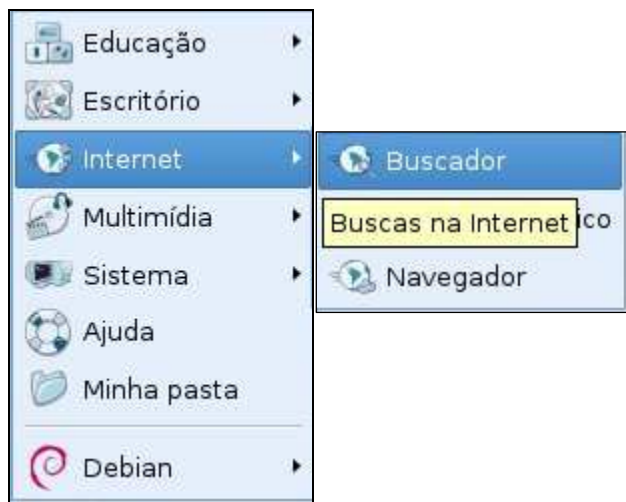 Educação
Escritório
Internet
Multimídia
Sistema
Ajuda
Minha pasta
Debian
Buscador
Buscas na Internet
Navegador